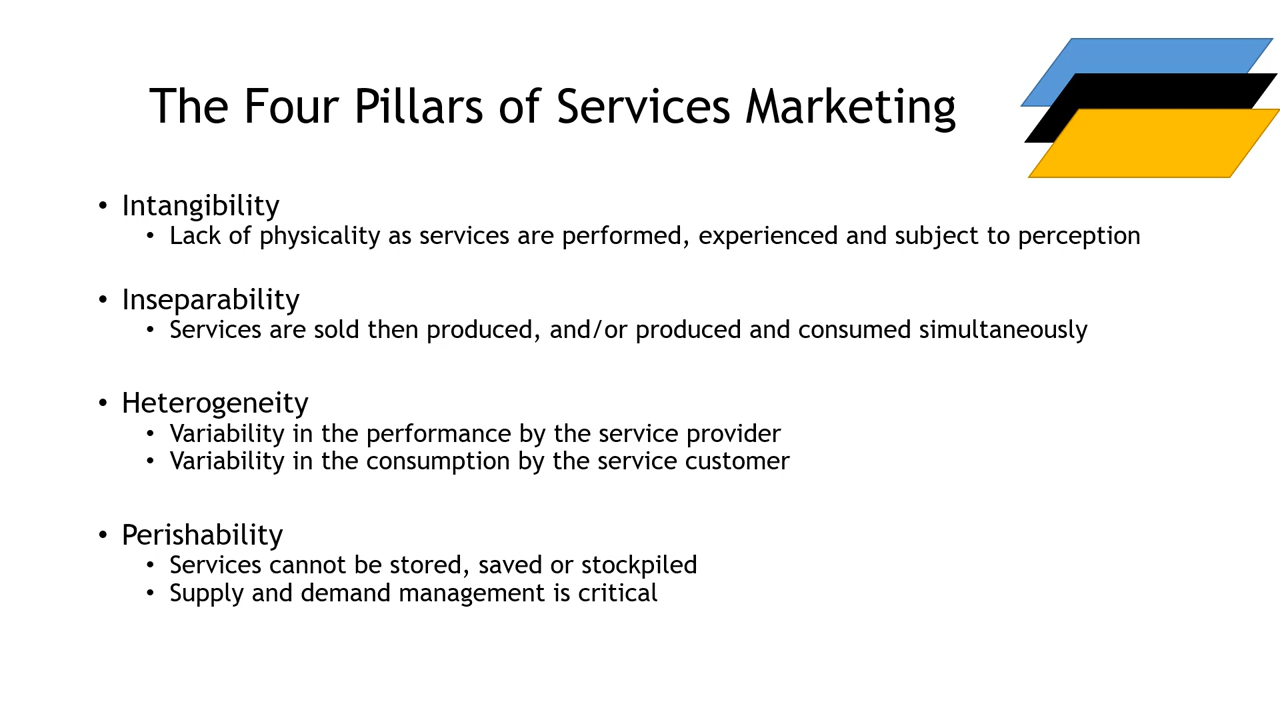 The Four Pillars of Services Marketing
• Intangibility
• Lack of physicality as services are performed, experienced and subject to perception
• Inseparability
• Services are sold then produced, and/or produced and consumed simultaneously
• Heterogeneity
• Variability in the performance by the service provider
• Variability in the consumption by the service customer
• Perishability
• Services cannot be stored, saved or stockpiled
• Supply and demand management is critical